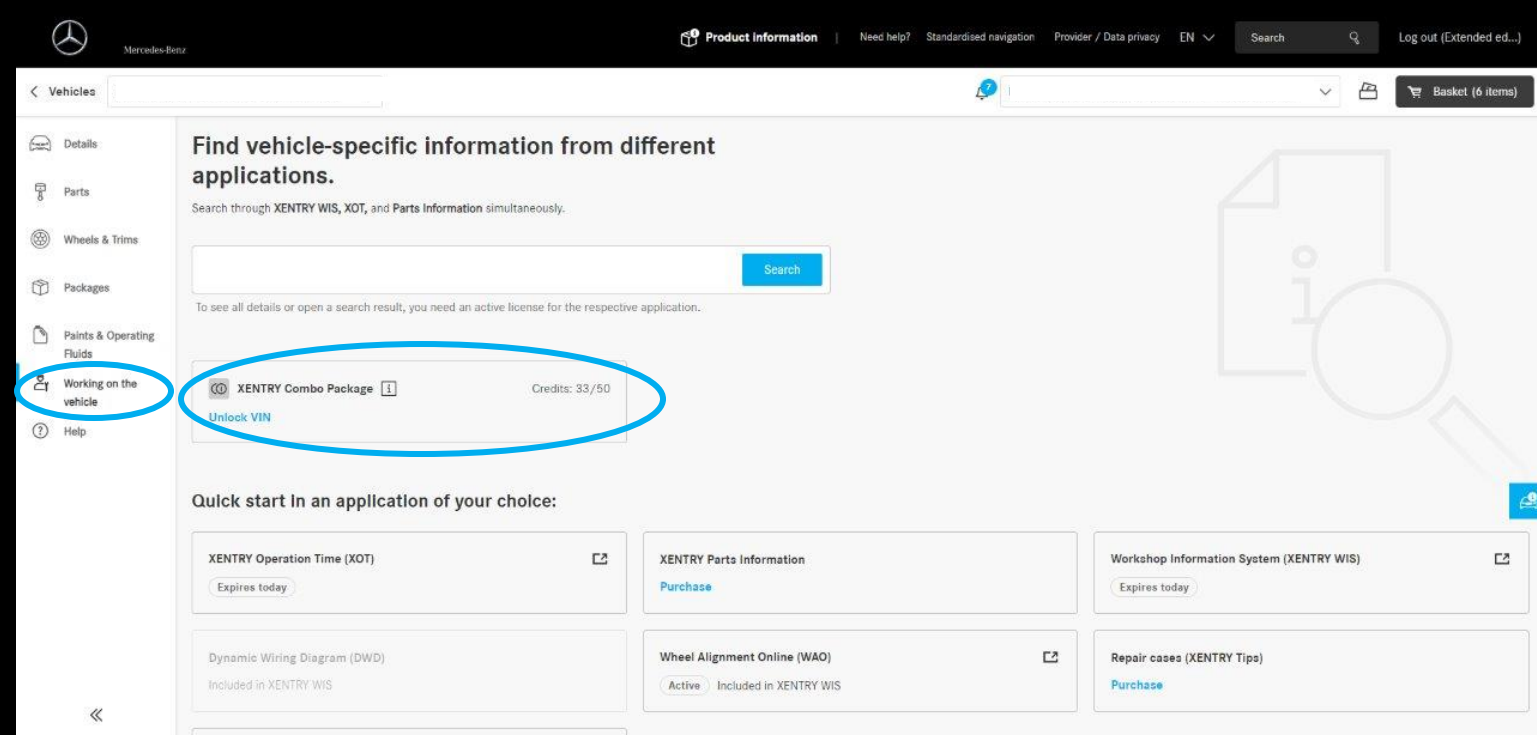 Mercedes-Benz
Product information
Need help?
Standardised navigation
Provider / Data privacy
EN
Search
Log out (Extended ed...)
Vehicles
7
Basket (6 items)
Details
Parts
Wheels & Trims
Packages
Paints & Operating
Fluids
Working on the
vehicle
Help
Find vehicle-specific information from different
applications.
Search through XENTRY WIS, XOT, and Parts Information simultaneously.
Search
To see all details or open a search result, you need an active license for the respective application.
XENTRY Combo Package
Credits: 33/50
Unlock VIN
Quick start in an application of your choice:
XENTRY Operation Time (XOT)
Expires today
XENTRY Parts Information
Purchase
Workshop Information System (XENTRY WIS)
Expires today
Dynamic Wiring Diagram (DWD)
Included in XENTRY WIS
Wheel Alignment Online (WAO)
Active Included in XENTRY WIS
Repair cases (XENTRY Tips)
Purchase